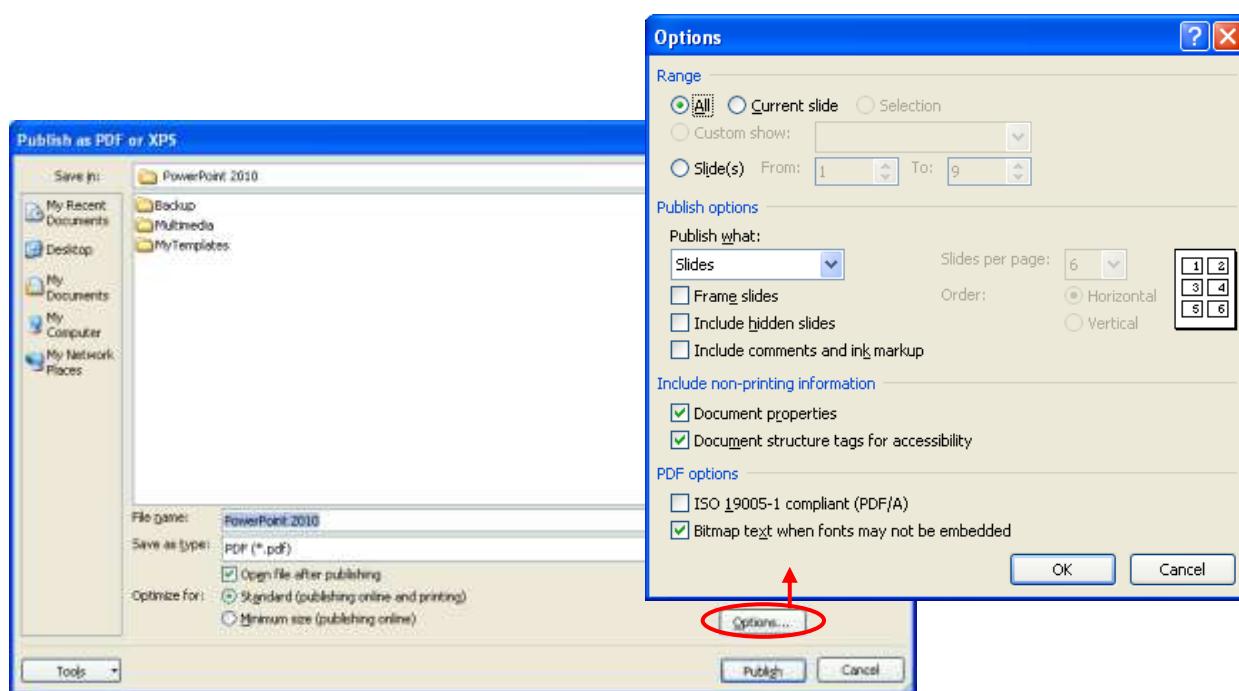 Publish as PDF or XPS
Save in:
PowerPoint 2010
My Recent
Documents
Desktop
My
Documents
My
Computer
My Network
Places
Backup
Multimedia
MyTemplates
File name:
PowerPoint 2010
Save as type:
PDF (*.pdf)
Open file after publishing
Optimize for:
Standard (publishing online and printing)
Minimum size (publishing online)
Options...
Tools
Publish
Cancel
Options
Range
All
Current slide
Selection
Custom show:
Slide(s) From: 1 To: 9
Publish options
Publish what:
Slides
Slides per page: 6
Frame slides
Order:
Horizontal
Include hidden slides
Vertical
Include comments and ink markup
1 2
3 4
5 6
Include non-printing information
Document properties
Document structure tags for accessibility
PDF options
ISO 19005-1 compliant (PDF/A)
Bitmap text when fonts may not be embedded
OK
Cancel